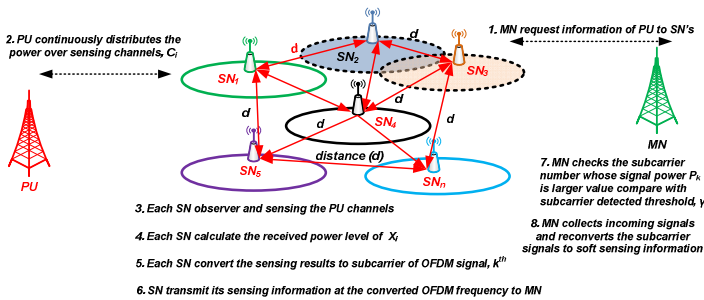 1. MN request information of PU to SN's
2. PU continuously distributes the
power over sensing channels, Ci
d
SN2
d
SN1
SN3
d
d
d
SN4
d
d
MN
distance (d)
PU
SN5
SNn
7. MN checks the subcarrier
number whose signal power Pk
is larger value compare with
subcarrier detected threshold, γ
3. Each SN observer and sensing the PU channels
8. MN collects incoming signals
and reconverts the subcarrier
signals to soft sensing information
4. Each SN calculate the received power level of Xi
5. Each SN convert the sensing results to subcarrier of OFDM signal, kth
6. SN transmit its sensing information at the converted OFDM frequency to MN